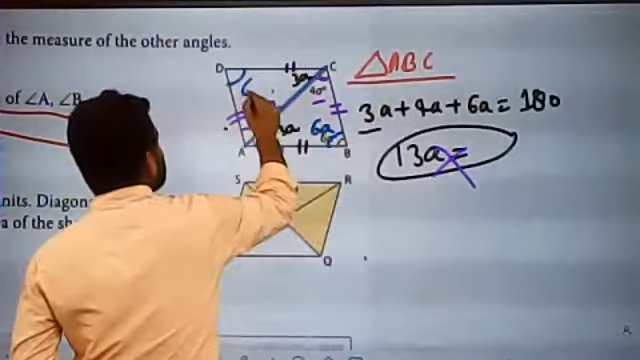 the measure of the other angles.
of ∠A, ∠B
nits. Diagon
a of the sh
D
C
3a
4a
6a
A
B
S
R
Q
△ABC
3a+4a+6a=180
13a=